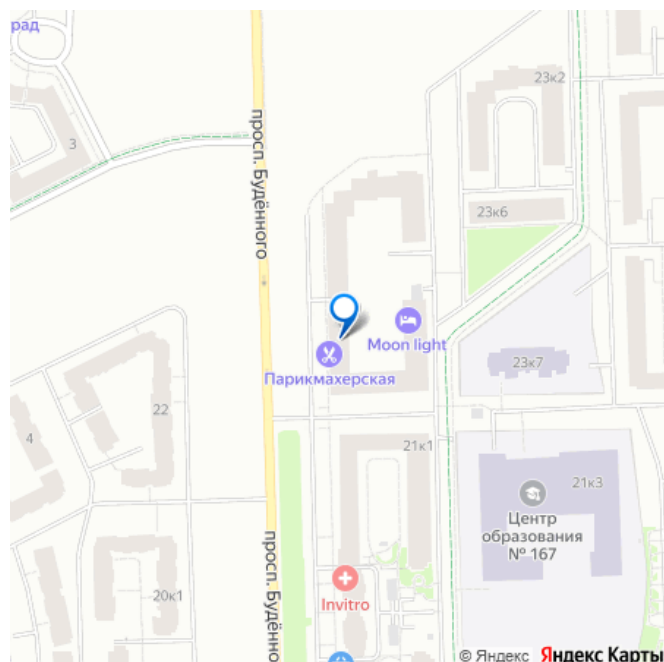 рад
3
просп. Будённого
23к2
23к6
Moon light
Парикмахерская
23к7
22
4
21к1
21к3
Центр
образования
№ 167
просп. Будённого
Invitro
20к1
© Яндекс Яндекс Карты